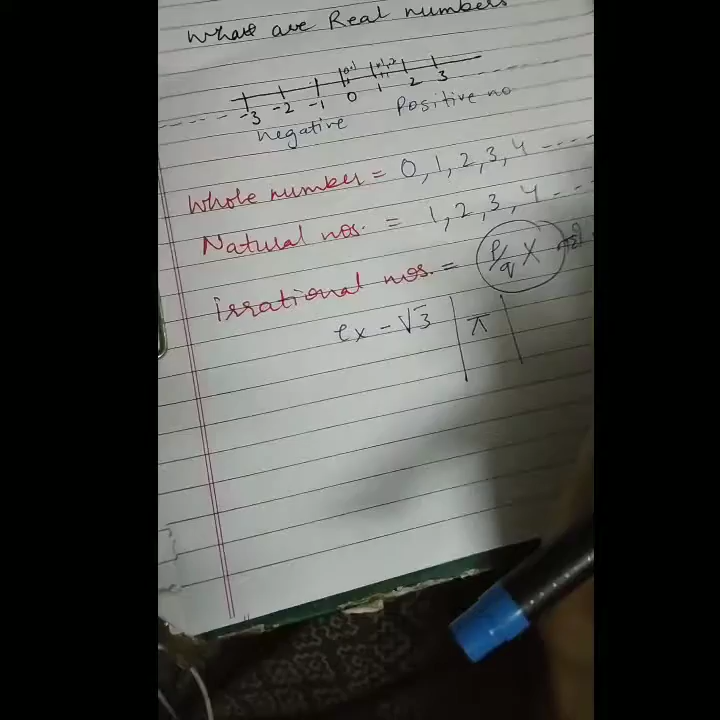 What are Real numbers
-3 -2 -1 0 1 2 3
negative Positive no
Whole number = 0, 1, 2, 3, 4 ----
Natural nos. = 1, 2, 3, 4 ---
irrational nos. = P/q X
ex - √3 | π |